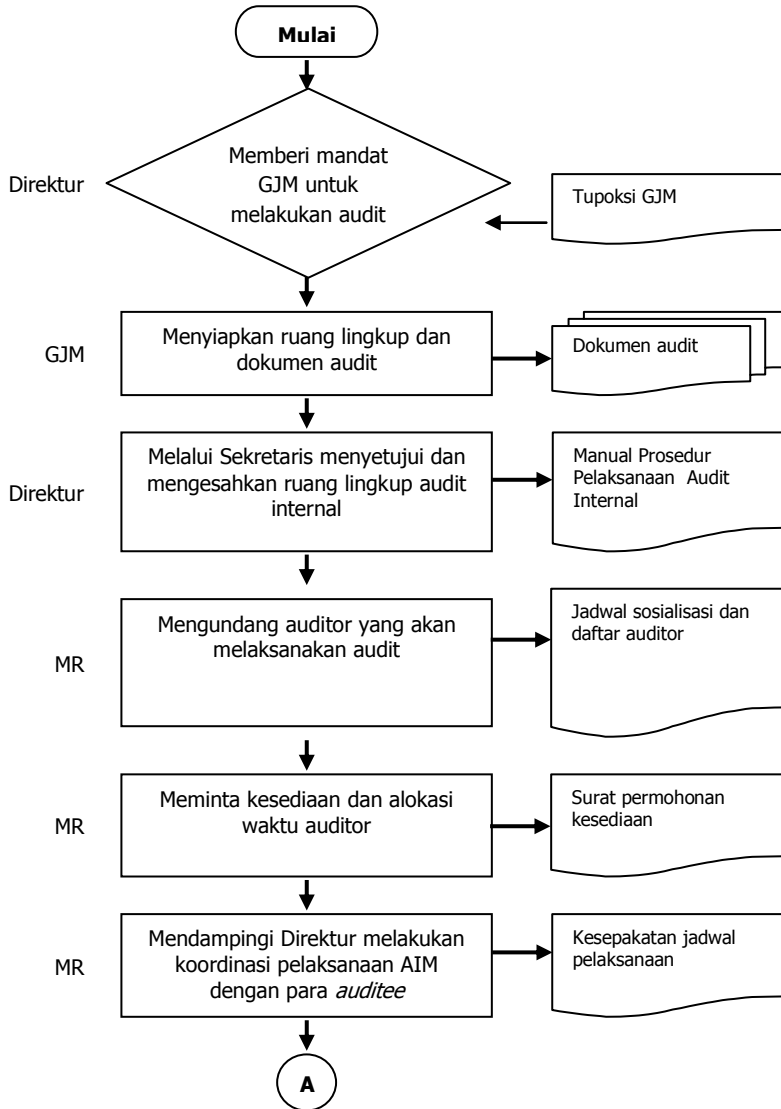 Mulai
Direktur
Memberi mandat
GJM untuk
melakukan audit
Tupoksi GJM
GJM
Menyiapkan ruang lingkup dan
dokumen audit
Dokumen audit
Direktur
Melalui Sekretaris menyetujui dan
mengesahkan ruang lingkup audit
internal
Manual Prosedur
Pelaksanaan Audit
Internal
MR
Mengundang auditor yang akan
melaksanakan audit
Jadwal sosialisasi dan
daftar auditor
MR
Meminta kesediaan dan alokasi
waktu auditor
Surat permohonan
kesediaan
MR
Mendampingi Direktur melakukan
koordinasi pelaksanaan AIM
dengan para auditee
Kesepakatan jadwal
pelaksanaan
A